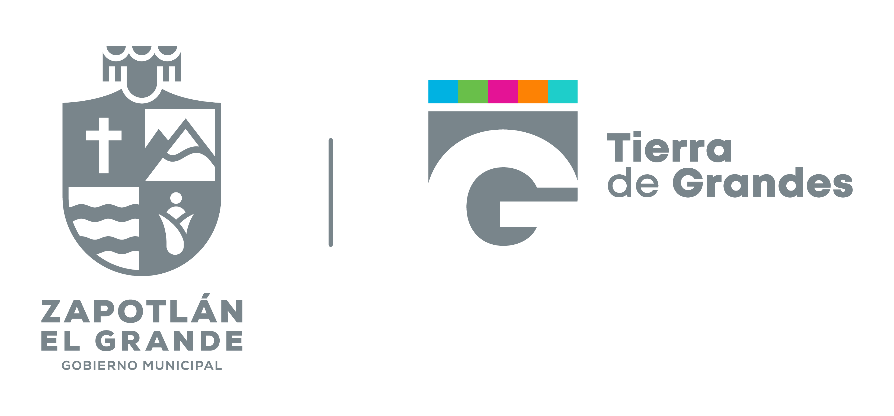 ZAPOTLÁN
EL GRANDE
GOBIERNO MUNICIPAL
Tierra
de Grandes